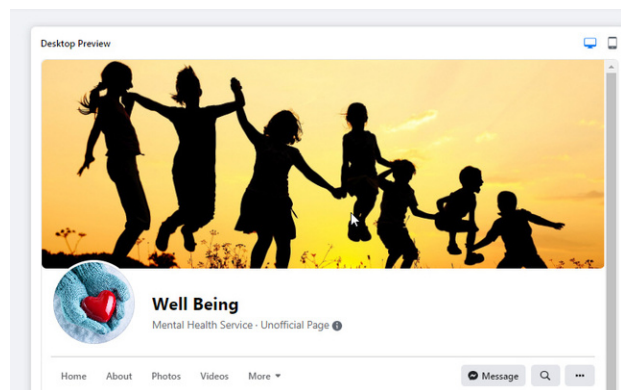 Desktop Preview
Well Being
Mental Health Service · Unofficial Page
Home About Photos Videos More Message